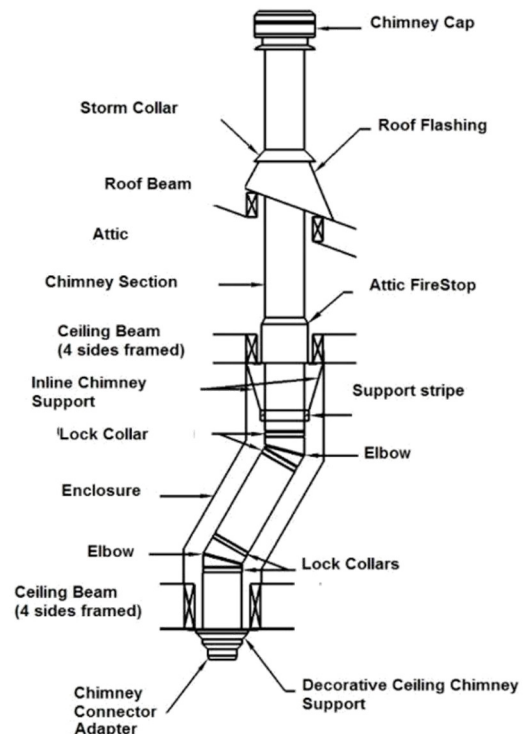 Chimney Cap
Storm Collar
Roof Flashing
Roof Beam
Attic
Chimney Section
Attic FireStop
Ceiling Beam
(4 sides framed)
Inline Chimney
Support
Support stripe
Lock Collar
Elbow
Enclosure
Elbow
Lock Collars
Ceiling Beam
(4 sides framed)
Decorative Ceiling Chimney
Support
Chimney
Connector
Adapter